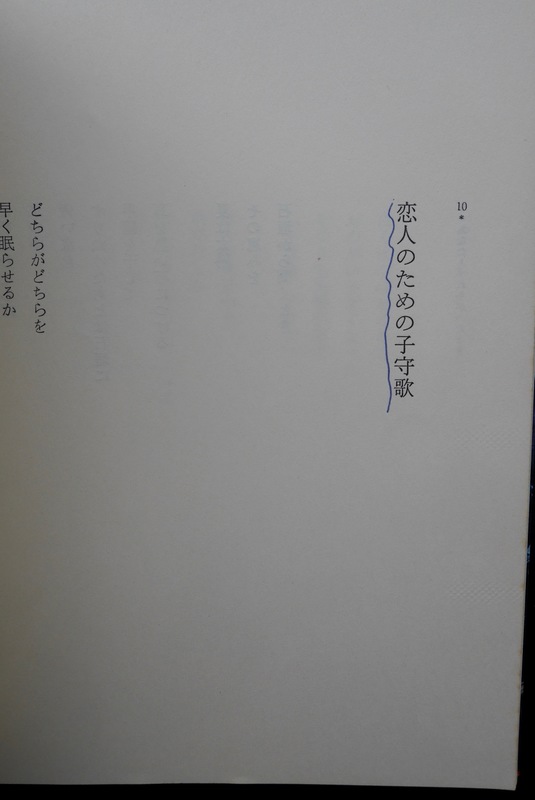 10*
恋人のための子守歌
どちらがどちらを
早く眠らせるか